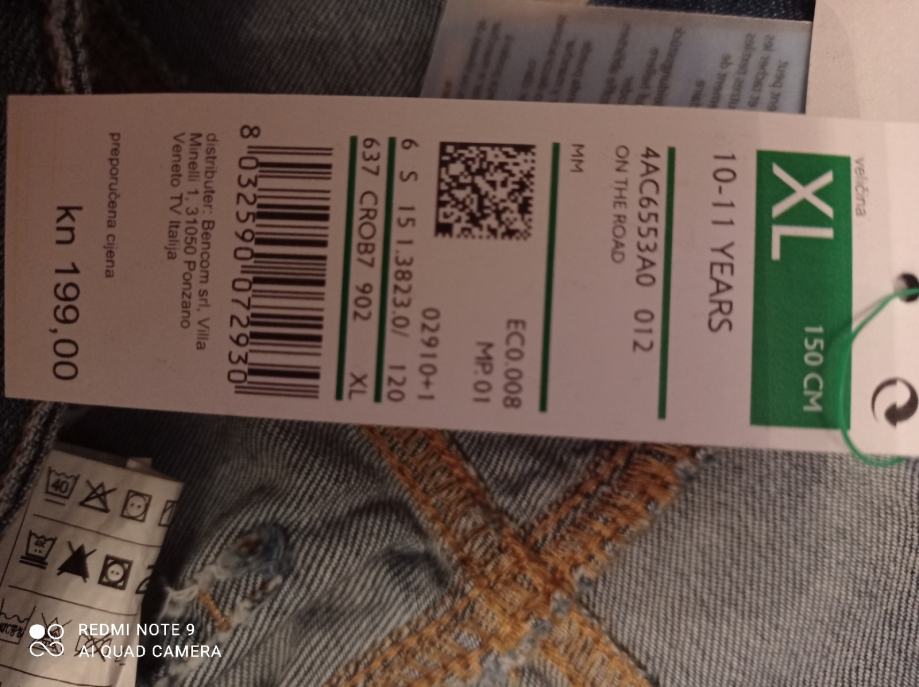 veličina
XL 150 CM
10-11 YEARS
4AC6553A0 012
ON THE ROAD
MM
EC0.008
MP.01
02910+1
6 S 15 1.3823.0/ 120
637 CROB7 902 XL
8 032590 072930
distributer: Bencom srl, Villa
Minelli 1, 31050 Ponzano
Veneto TV Italija
preporučena cijena
kn 199,00
40
REDMI NOTE 9
AI QUAD CAMERA